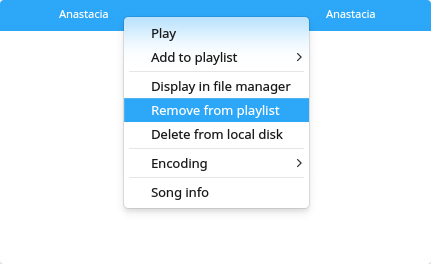 Anastacia Anastacia
Play
Add to playlist
Display in file manager
Remove from playlist
Delete from local disk
Encoding
Song info